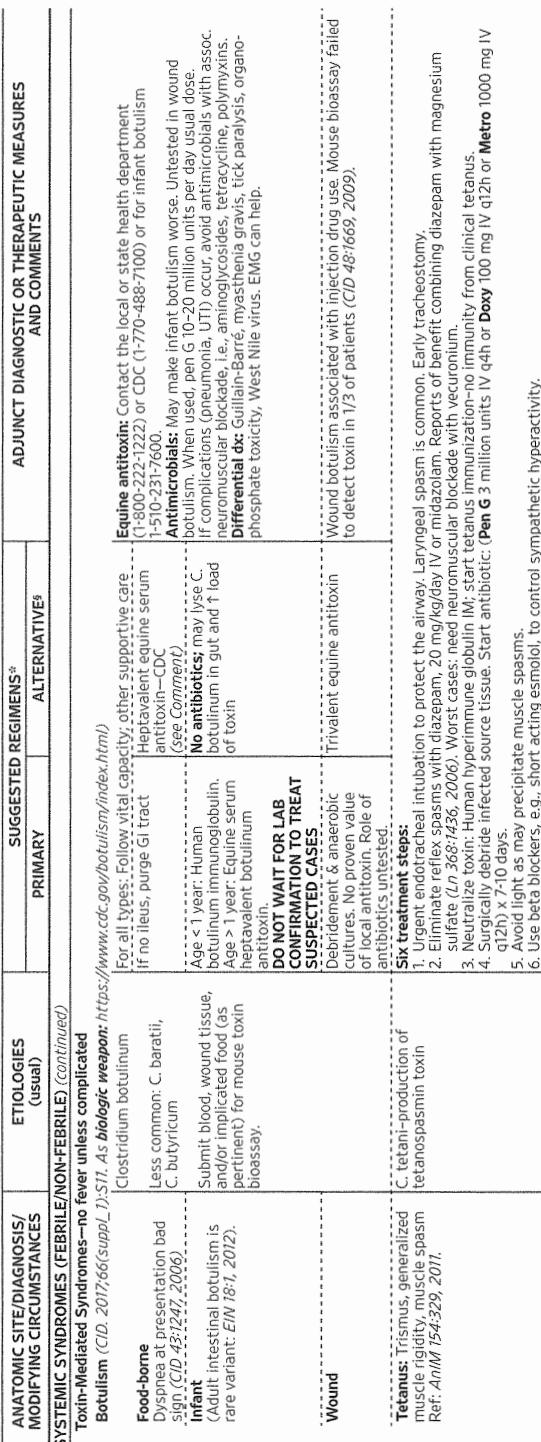 ANATOMIC SITE/DIAGNOSIS/
MODIFYING CIRCUMSTANCES
ETIOLOGIES
(usual)
SUGGESTED REGIMENS*
PRIMARY
ALTERNATIVE§
ADJUNCT DIAGNOSTIC OR THERAPEUTIC MEASURES
AND COMMENTS
SYSTEMIC SYNDROMES (FEBRILE/NON-FEBRILE) (continued)
Toxin-Mediated Syndromes—no fever unless complicated
Botulism (CID. 2017;66(suppl_1):S11. As biologic weapon: https://www.cdc.gov/botulism/index.html)
Food-borne
Dyspnea at presentation bad
sign (CID 43:1247, 2006)
Clostridium botulinum
Less common: C. baratii,
C. butyricum
For all types: Follow vital capacity; other supportive care
If no ileus, purge GI tract
Heptavalent equine serum
antitoxin—CDC
(see Comment)
Equine antitoxin: Contact the local or state health department
(1-800-222-1222) or CDC (1-770-488-7100) or for infant botulism
1-510-231-7600.
Antimicrobials: May make infant botulism worse. Untested in wound
botulism. When used, pen G 10–20 million units per day usual dose.
If complications (pneumonia, UTI) occur, avoid antimicrobials with assoc.
neuromuscular blockade, i.e., aminoglycosides, tetracycline, polymyxins.
Differential dx: Guillain-Barré, myasthenia gravis, tick paralysis, organo-
phosphate toxicity, West Nile virus. EMG can help.
Infant
(Adult intestinal botulism is
rare variant: EIN 18:1, 2012).
Submit blood, wound tissue,
and/or implicated food (as
pertinent) for mouse toxin
bioassay.
Age < 1 year: Human
botulinum immunoglobulin.
Age > 1 year: Equine serum
heptavalent botulinum
antitoxin.
DO NOT WAIT FOR LAB
CONFIRMATION TO TREAT
SUSPECTED CASES
No antibiotics; may lyse C.
botulinum in gut and ↑ load
of toxin
Wound
Debridement & anaerobic
cultures. No proven value
of local antitoxin. Role of
antibiotics untested.
Trivalent equine antitoxin
Wound botulism associated with injection drug use. Mouse bioassay failed
to detect toxin in 1/3 of patients (CID 48:1669, 2009).
Tetanus: Trismus, generalized
muscle rigidity, muscle spasm
Ref: AnIM 154:329, 2011.
C. tetani–production of
tetanospasmin toxin
Six treatment steps:
1. Urgent endotracheal intubation to protect the airway. Laryngeal spasm is common. Early tracheostomy.
2. Eliminate reflex spasms with diazepam, 20 mg/kg/day IV or midazolam. Reports of benefit combining diazepam with magnesium
sulfate (Ln 368:1436, 2006). Worst cases: need neuromuscular blockade with vecuronium.
3. Neutralize toxin: Human hyperimmune globulin IM; start tetanus immunization–no immunity from clinical tetanus.
4. Surgically debride infected source tissue. Start antibiotic: (Pen G 3 million units IV q4h or Doxy 100 mg IV q12h or Metro 1000 mg IV
q12h) x 7-10 days.
5. Avoid light as may precipitate muscle spasms.
6. Use beta blockers, e.g., short acting esmolol, to control sympathetic hyperactivity.